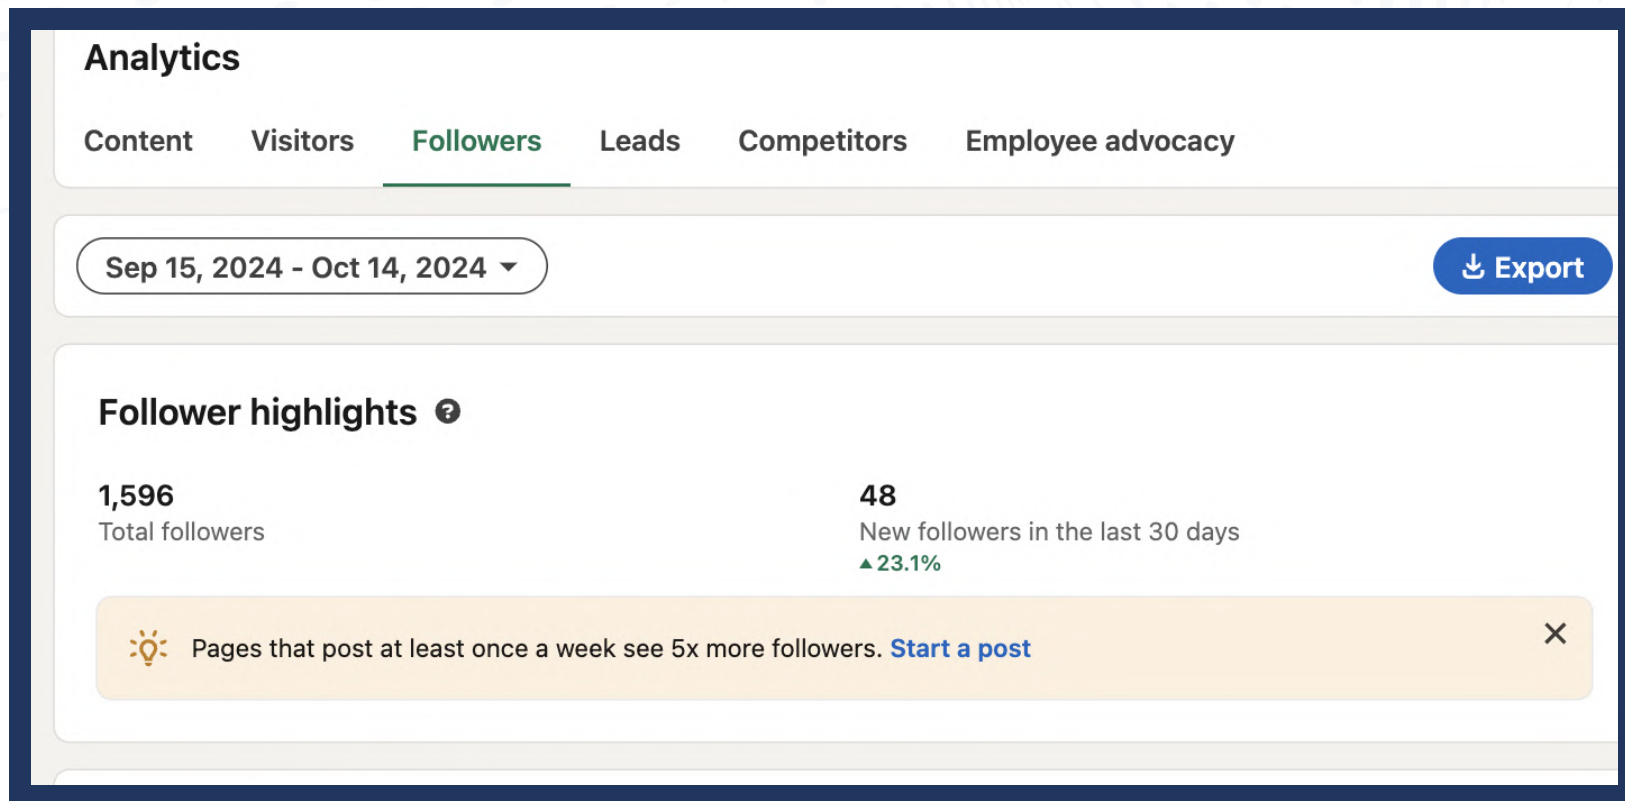 Analytics
Content Visitors Followers Leads Competitors Employee advocacy
Sep 15, 2024 - Oct 14, 2024 Export
Follower highlights ?
1,596 48
Total followers New followers in the last 30 days
▲23.1%
Pages that post at least once a week see 5x more followers. Start a post